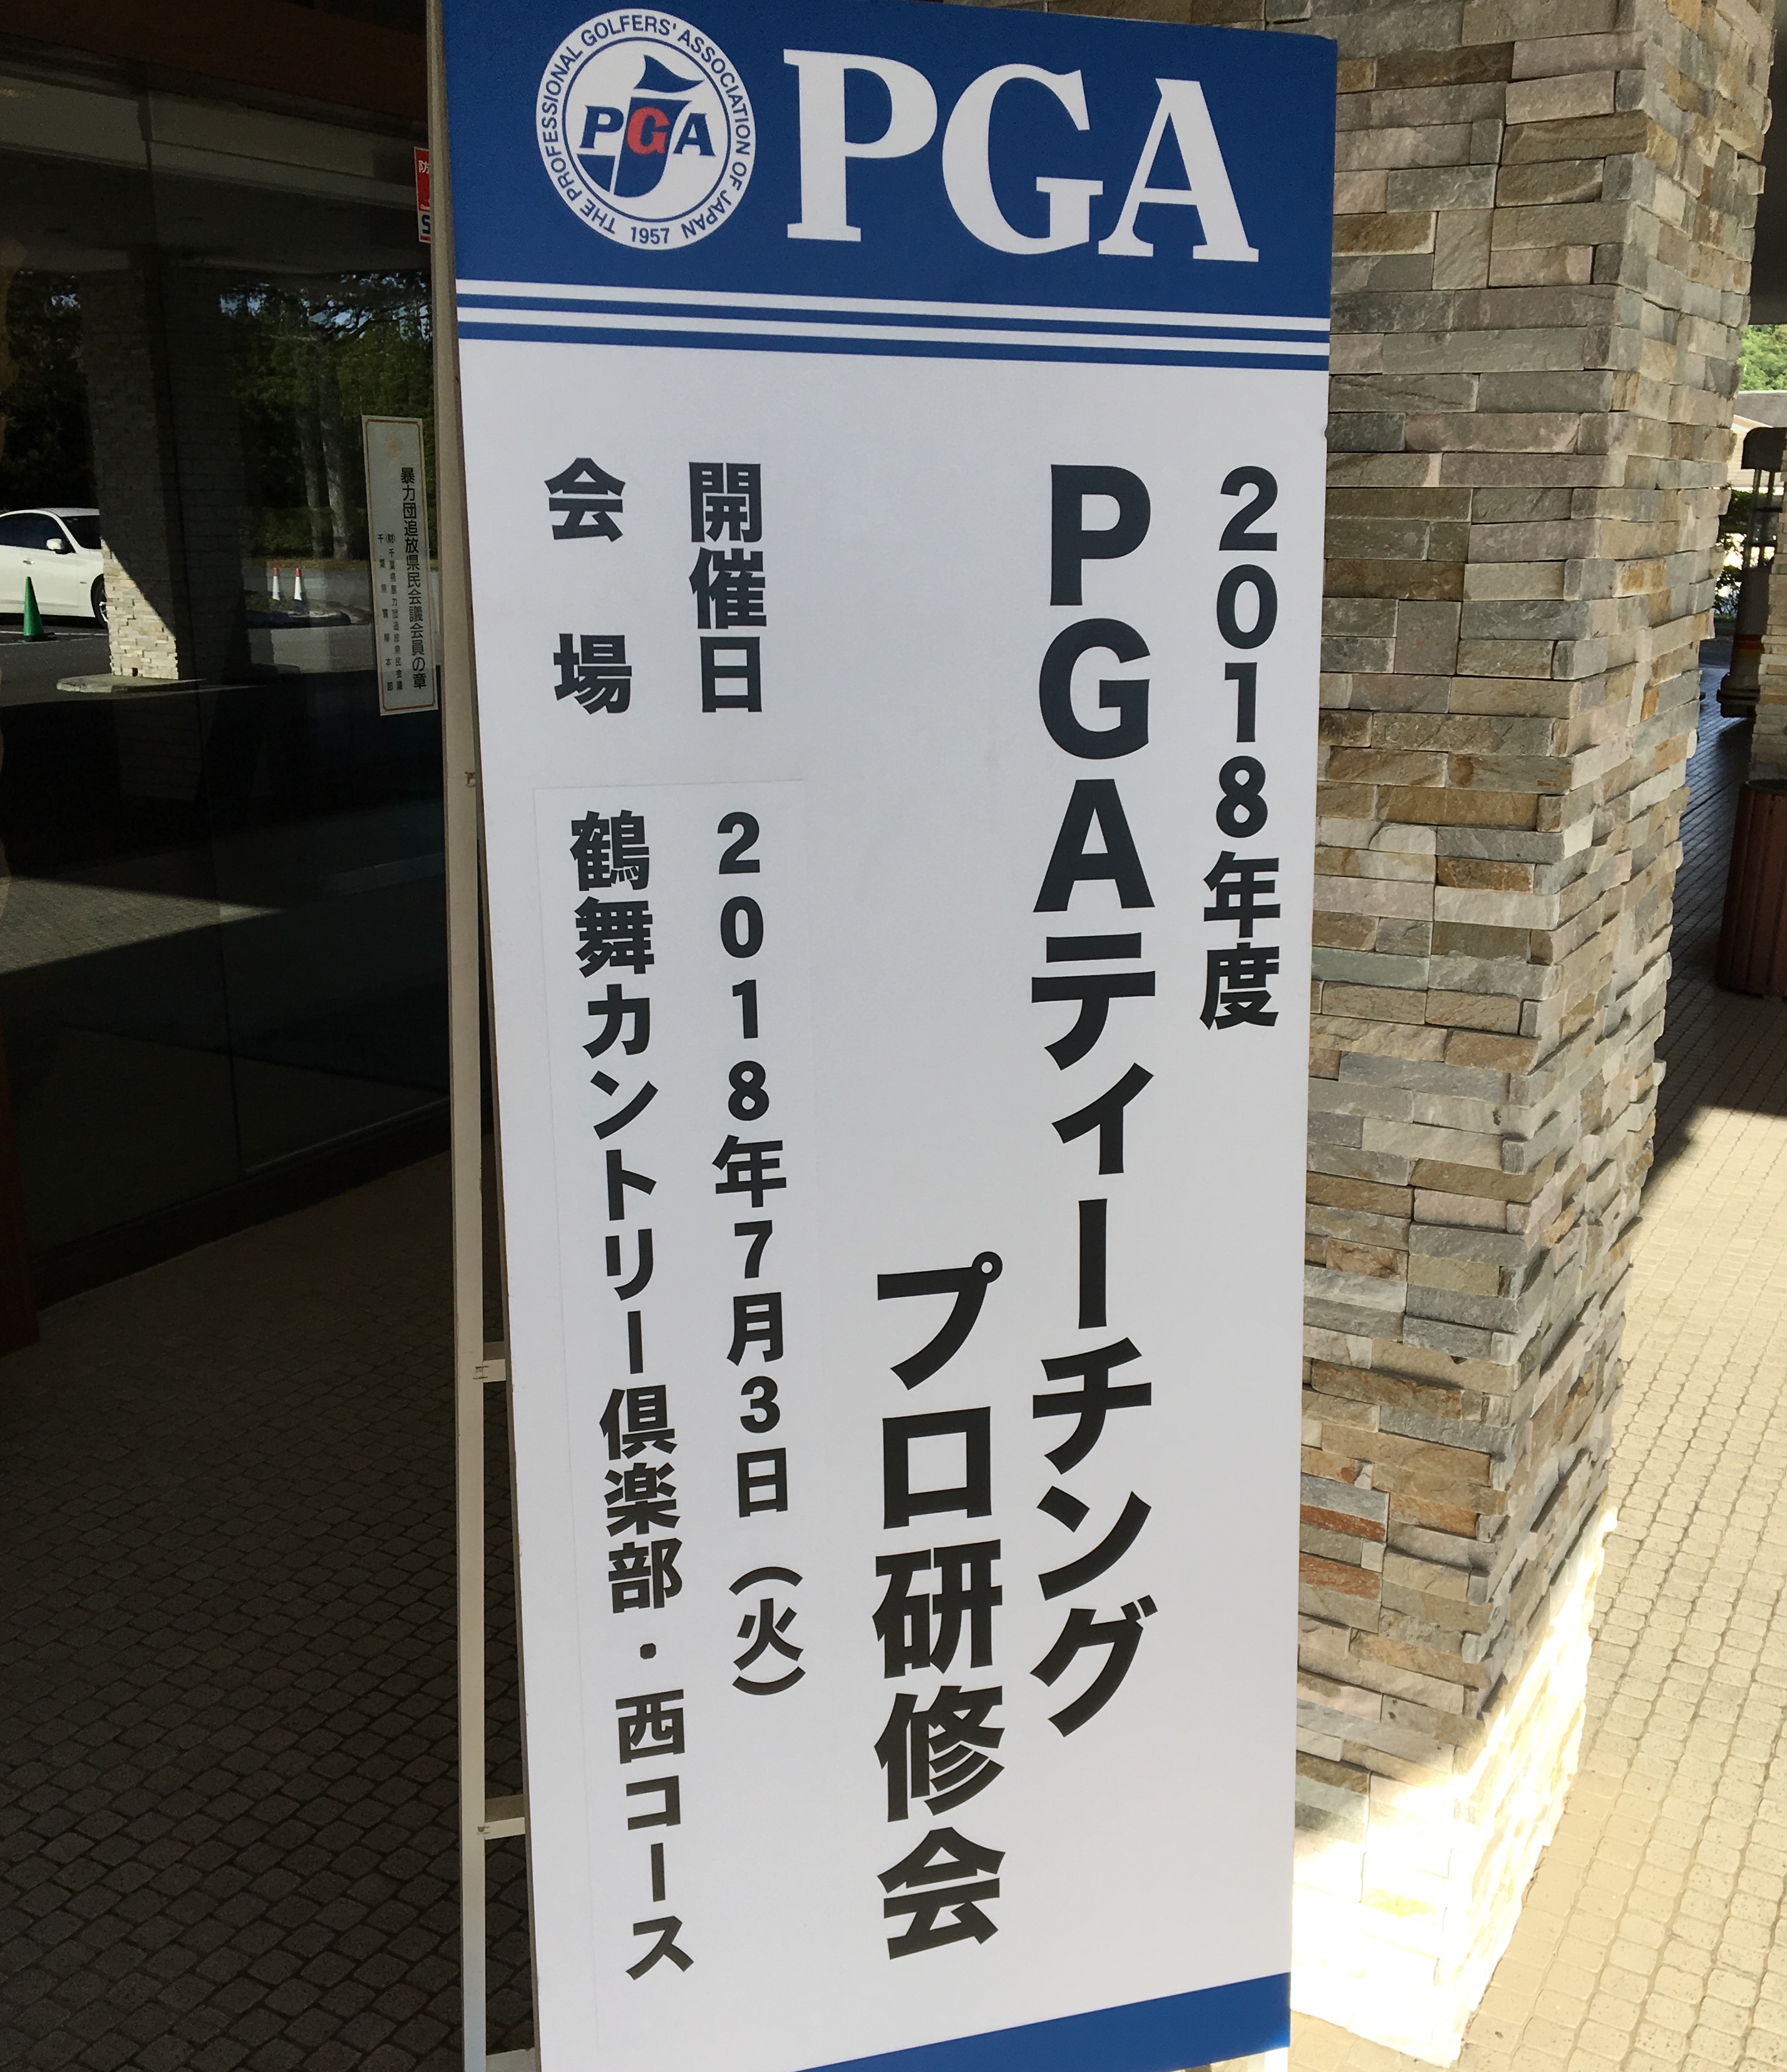 THE PROFESSIONAL GOLFERS' ASSOCIATION OF JAPAN
1957
PGA
PGA
2018年度
PGAティーチング
プロ研修会
開催日 2018年7月3日(火)
会場 鶴舞カントリー倶楽部・西コース
暴力団追放県民会議会員の章
防
S